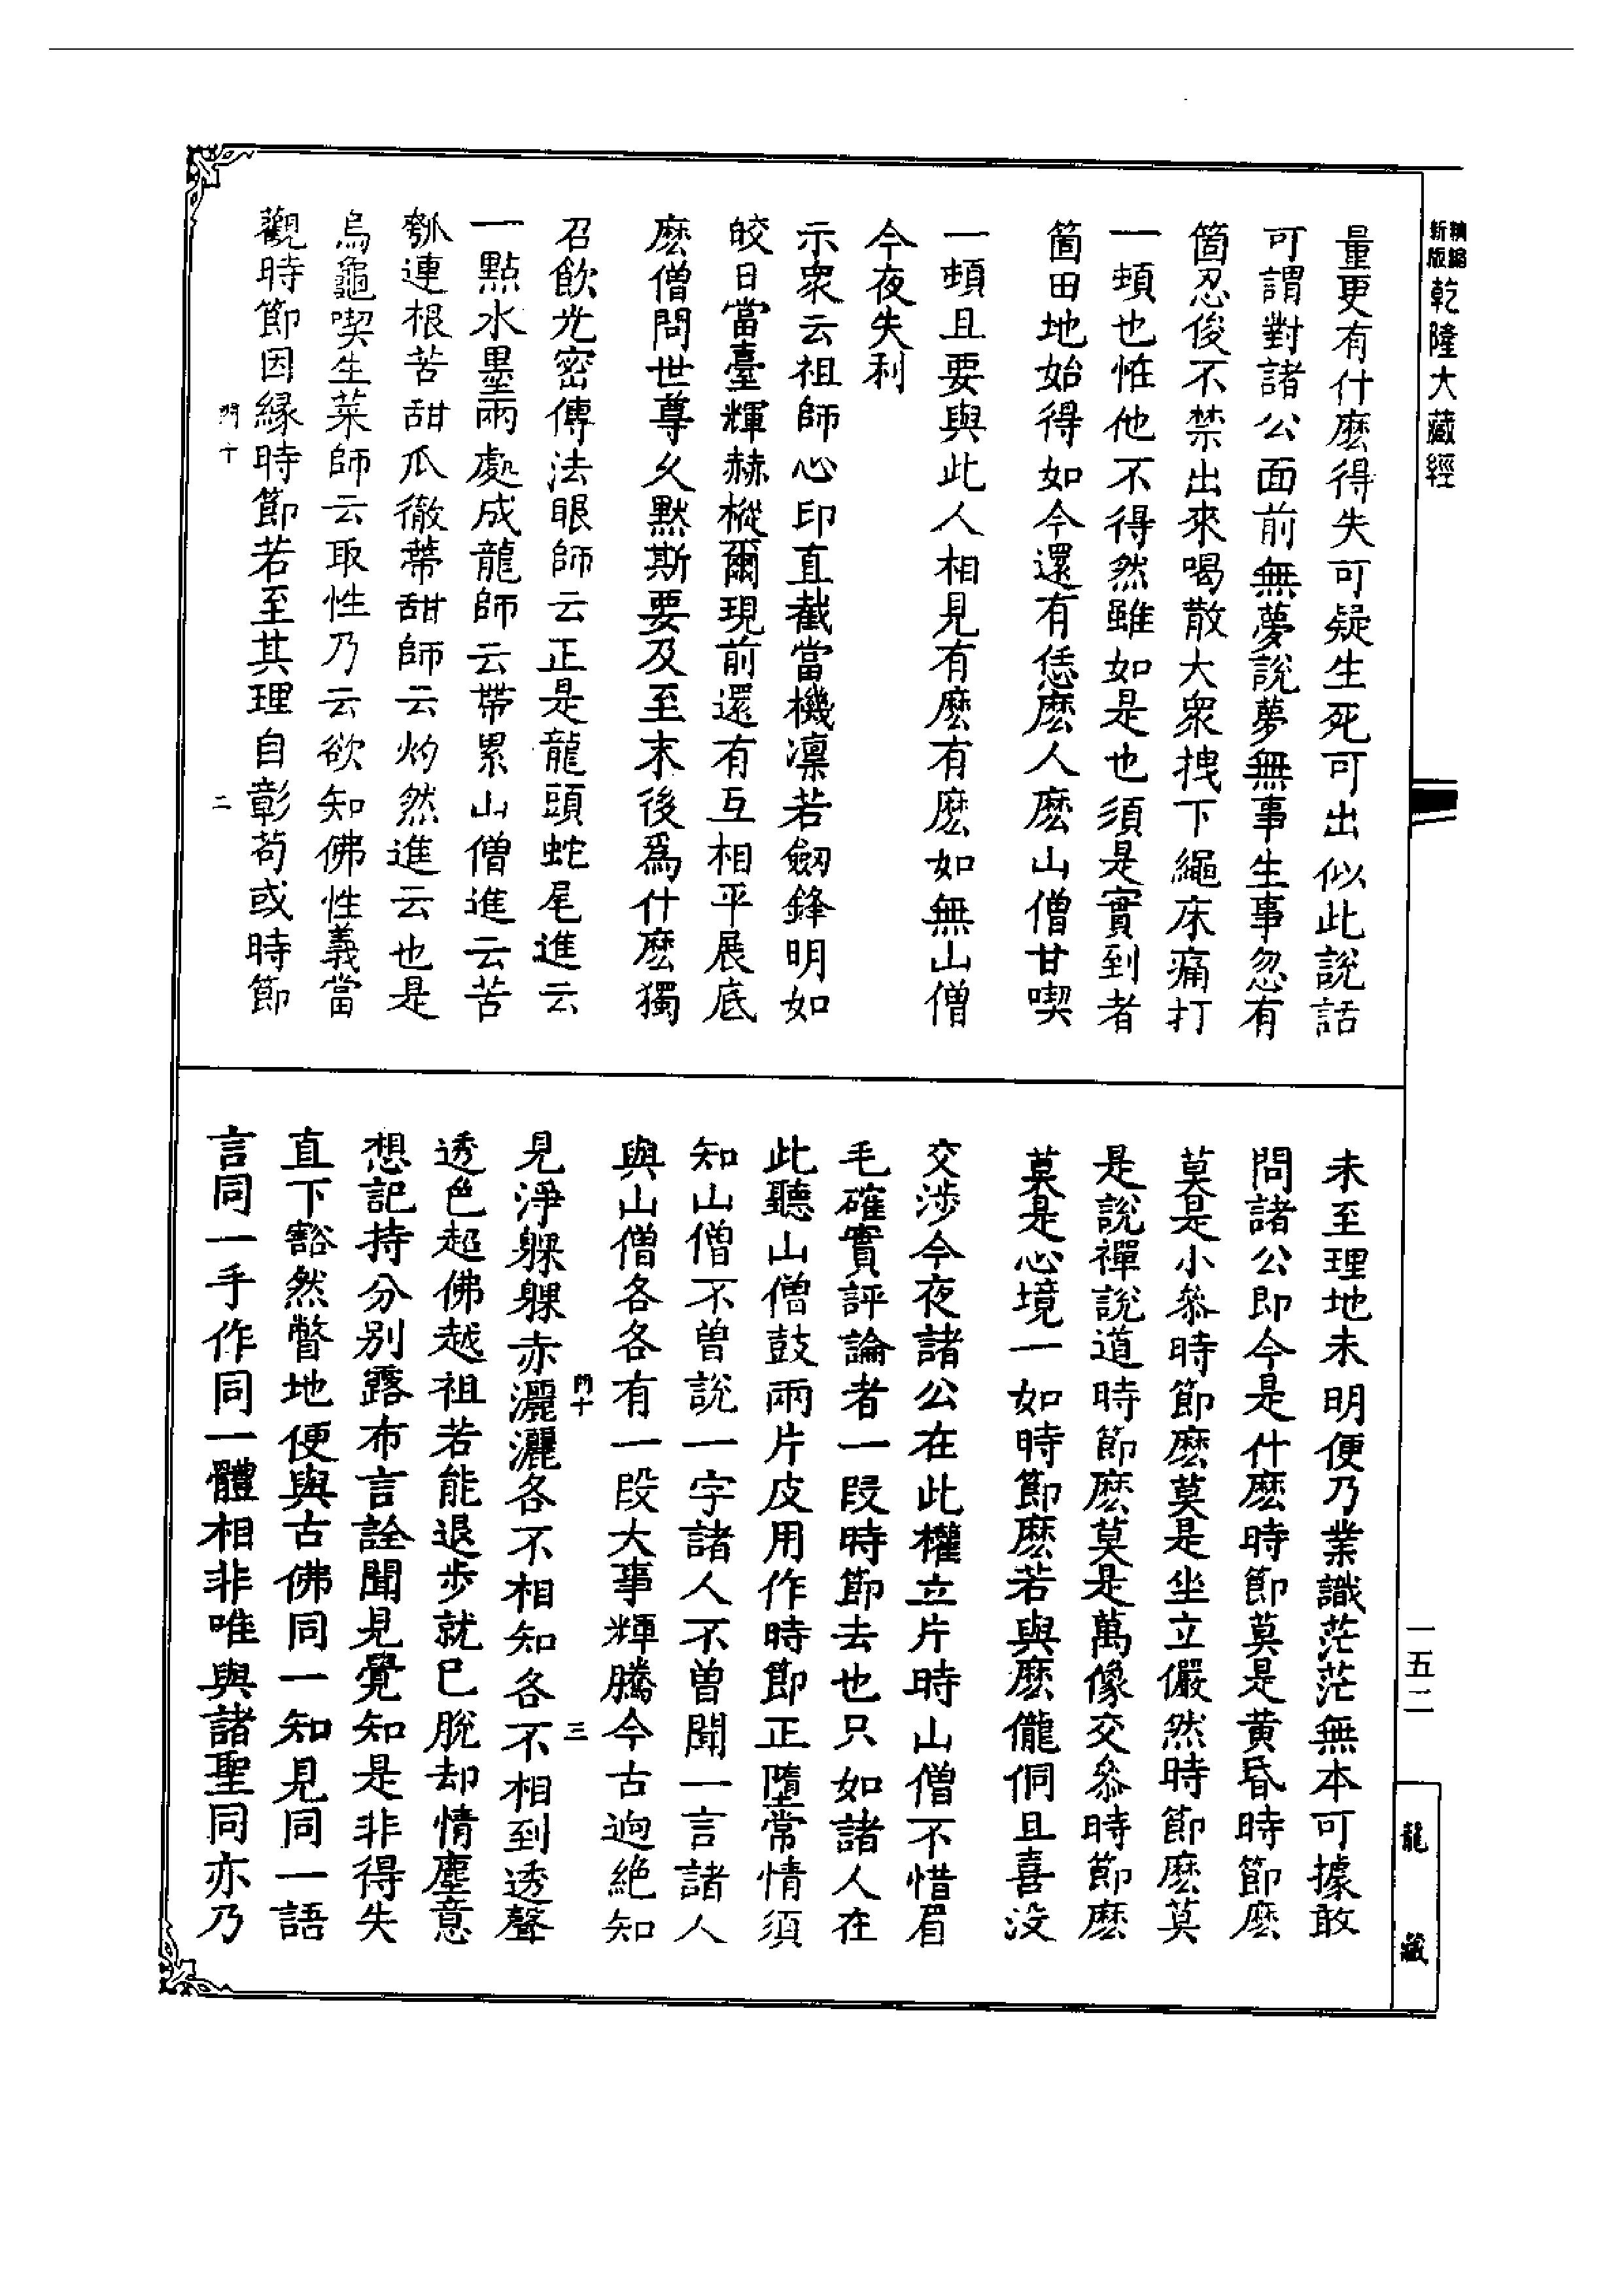 新版精縮乾隆大藏經
量更有什麽得失可疑生死可出似此說話
可謂對諸公面前無夢說夢無事生事忽有
箇忍俊不禁出來喝散大衆拽下繩床痛打
一頓也恠他不得然雖如是也須是實到者
箇田地始得如今還有恁麽人麽山僧甘喫
一頓且要與此人相見有麽有麽如無山僧
今夜失利
示衆云祖師心印直截當機凛若劒鋒明如
皎日當臺輝赫樅爾現前還有互相平展底
麽僧問世尊久默斯要及至末後爲什麽獨
召飲光密傳法眼師云正是龍頭蛇尾進云
一點水墨兩處成龍師云帶累山僧進云苦
瓠連根苦甜瓜徹蔕甜師云灼然進云也是
烏龜喫生菜師云取性乃云欲知佛性義當
觀時節因緣時節若至其理自彰苟或時節
門十
二
未至理地未明便乃業識茫茫無本可據敢
問諸公即今是什麽時節莫是黄昏時節麽
莫是小叅時節麽莫是坐立儼然時節麽莫
是說禪說道時節麽莫是萬像交叅時節麽
莫是心境一如時節麽若與麽儱侗且喜没
交涉今夜諸公在此權立片時山僧不惜眉
毛確實評論者一段時節去也只如諸人在
此聽山僧鼓兩片皮用作時節正墮常情須
知山僧不曽說一字諸人不曽聞一言諸人
與山僧各各有一段大事輝騰今古逈絶知
門十
三
見淨躶躶赤灑灑各不相知各不相到透聲
透色超佛越祖若能退步就己脫却情塵意
想記持分别露布言詮聞見覺知是非得失
直下豁然瞥地便與古佛同一知見同一語
言同一手作同一體相非唯與諸聖同亦乃
一五二
龍藏